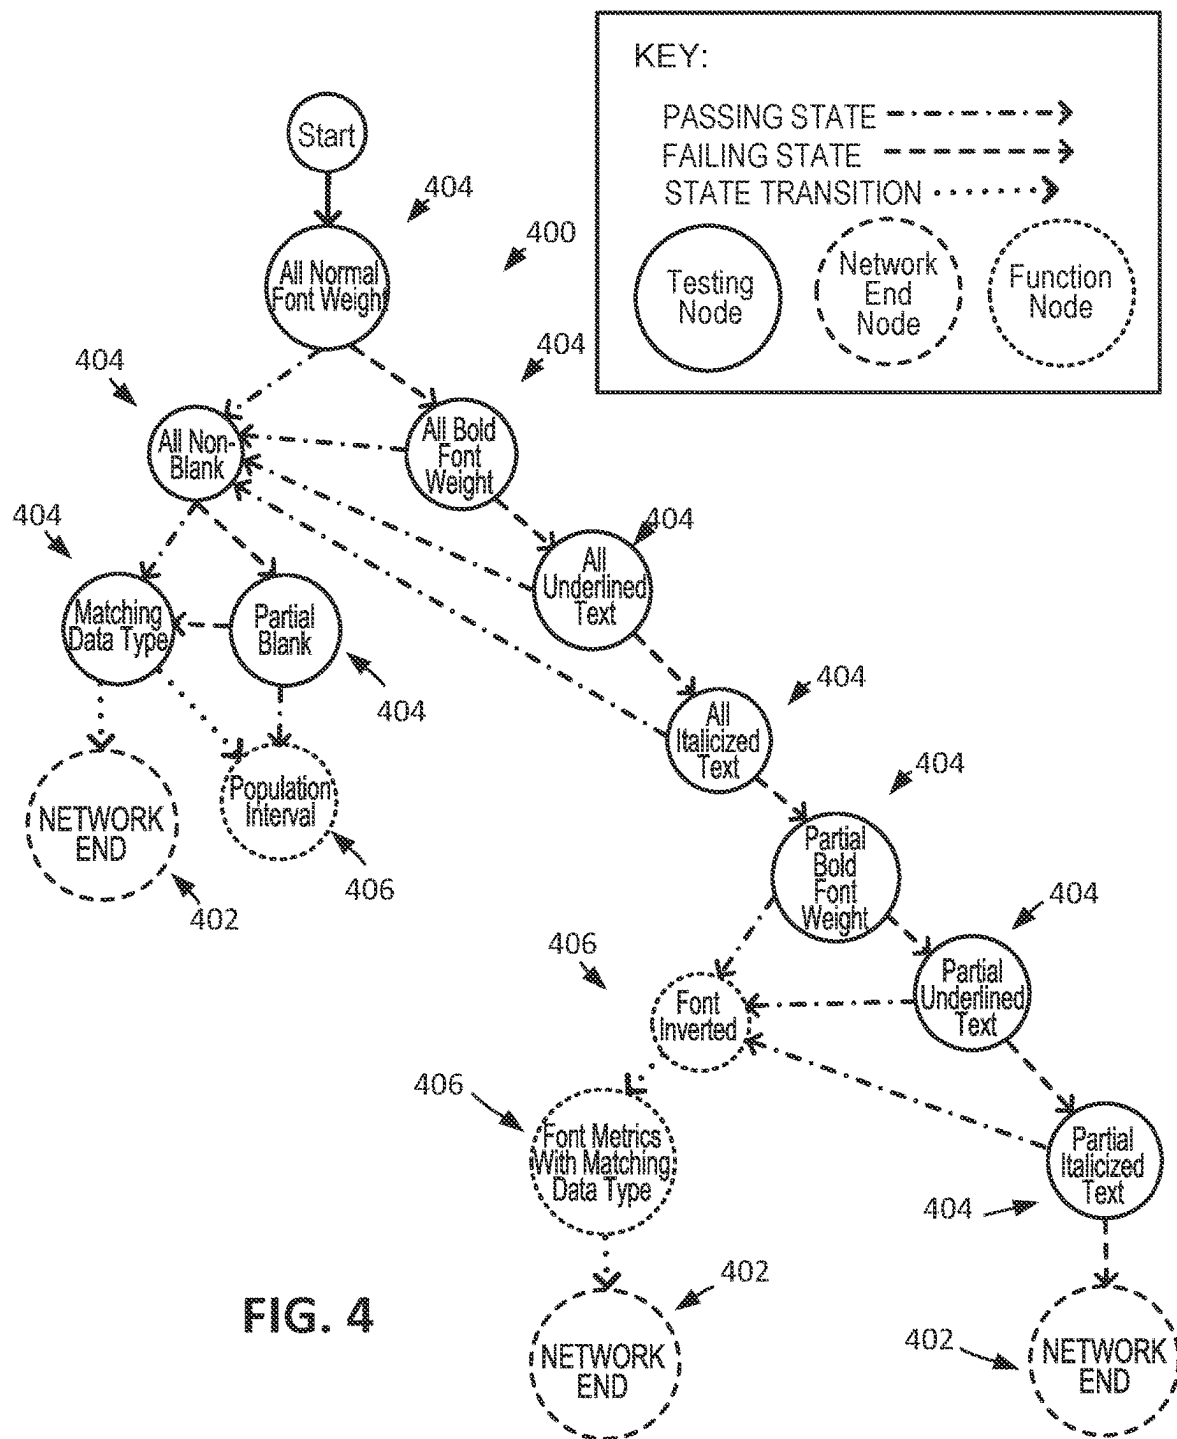 KEY:
PASSING STATE
FAILING STATE
STATE TRANSITION
Testing
Node
Network
End
Node
Function
Node
Start
404
400
All Normal
Font Weight
404
404
All Non-
Blank
All Bold
Font
Weight
404
404
All
Underlined
Text
Matching
Data Type
Partial
Blank
404
404
All
Italicized
Text
404
NETWORK
END
Population
Interval
406
402
Partial
Bold
Font
Weight
404
406
Font
Inverted
Partial
Underlined
Text
406
Font Metrics
With Matching
Data Type
Partial
Italicized
Text
404
402
FIG. 4
NETWORK
END
402
NETWORK
END